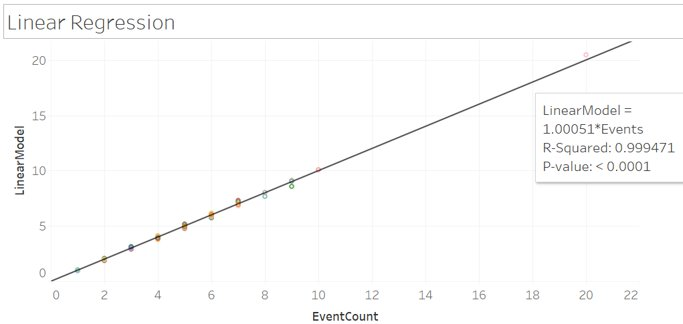 Linear Regression
20
15
10
5
0
LinearModel
LinearModel =
1.00051*Events
R-Squared: 0.999471
P-value: < 0.0001
0 2 4 6 8 10 12 14 16 18 20 22
EventCount